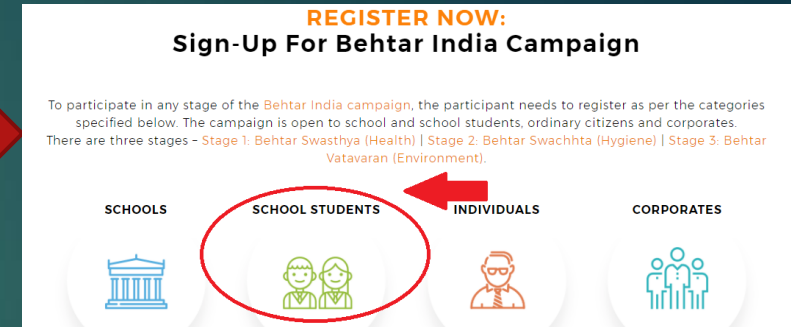 REGISTER NOW:
Sign-Up For Behtar India Campaign
To participate in any stage of the Behtar India campaign, the participant needs to register as per the categories
specified below. The campaign is open to school and school students, ordinary citizens and corporates.
There are three stages – Stage 1: Behtar Swasthya (Health) | Stage 2: Behtar Swachhta (Hygiene) | Stage 3: Behtar
Vatavaran (Environment).
SCHOOLS SCHOOL STUDENTS INDIVIDUALS CORPORATES